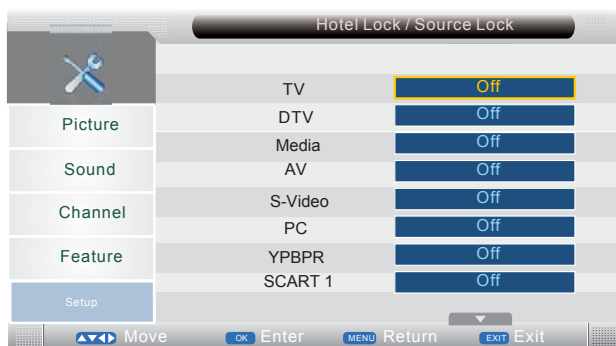 Hotel Lock / Source Lock
TV Off
DTV Off
Media Off
AV Off
S-Video Off
PC Off
YPBPR Off
SCART 1 Off
Picture
Sound
Channel
Feature
Setup
Move OK Enter MENU Return EXIT Exit